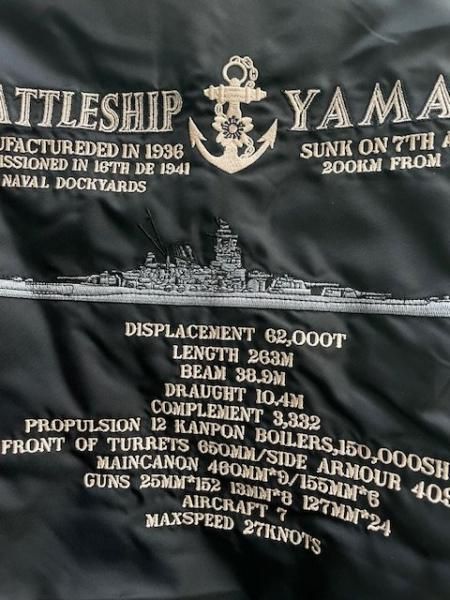 ATTLESHIP YAMA
UFACTUREDED IN 1936 SUNK ON 7TH A
ISSIONED IN 16TH DE 1941 200KM FROM
NAVAL DOCKYARDS
DISPLACEMENT 62,000T
LENGTH 263M
BEAM 38.9M
DRAUGHT 10.4M
COMPLEMENT 3,332
PROPULSION 12 KANPON BOILERS,150,000SH
FRONT OF TURRETS 650MM/SIDE ARMOUR 409
MAINCANON 460MM*9/155MM*6
GUNS 25MM*152 13MM*8 127MM*24
AIRCRAFT 7
MAXSPEED 27KNOTS